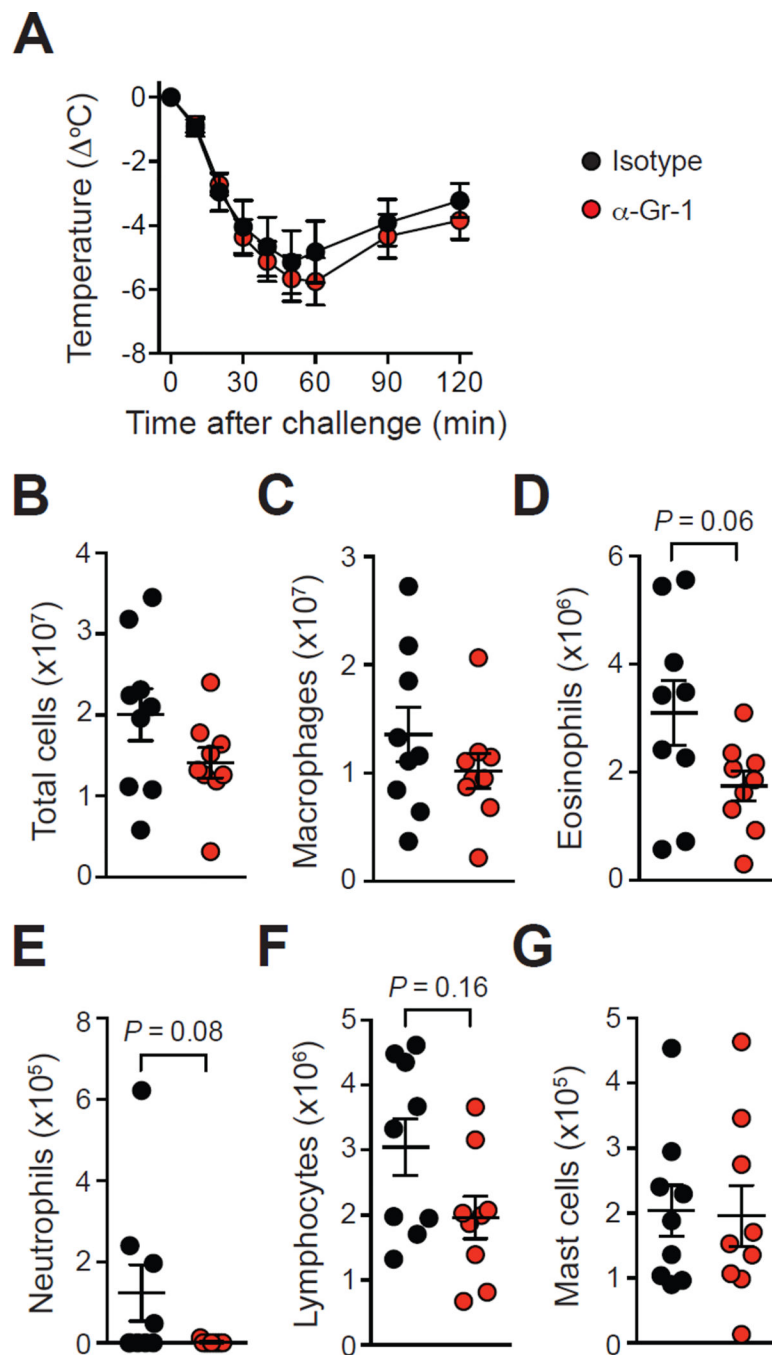 A
0
-2
-4
-6
-8
Temperature (Δ°C)
0 30 60 90 120
Time after challenge (min)
Isotype
α-Gr-1
B
4
3
2
1
0
Total cells (x10⁷)
C
3
2
1
0
Macrophages (x10⁷)
D
P = 0.06
6
4
2
0
Eosinophils (x10⁶)
E
8
6
4
2
0
P = 0.08
Neutrophils (x10⁵)
F
P = 0.16
5
4
3
2
1
0
Lymphocytes (x10⁶)
G
5
4
3
2
1
0
Mast cells (x10⁵)